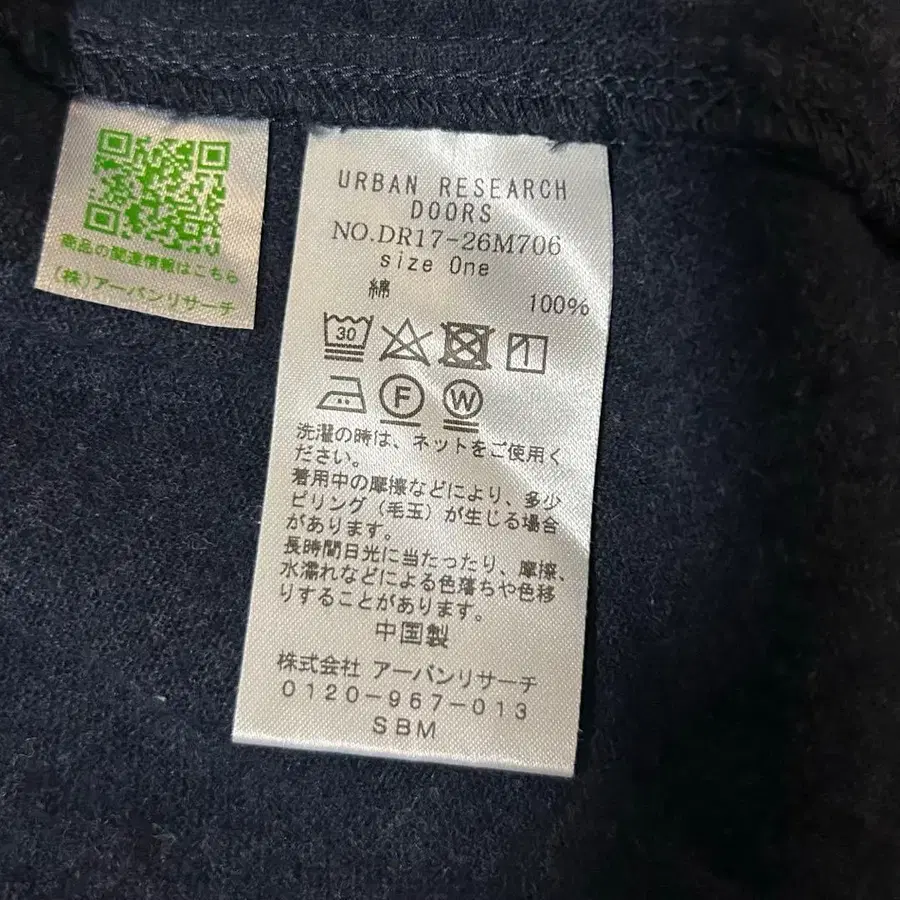 商品の関連情報はこちら
(株)アーバンリサーチ
URBAN RESEARCH
DOORS
NO.DR17-26M706
size One
綿 100%
30
F W
洗濯の時は、ネットをご使用く
ださい。
着用中の摩擦などにより、多少
ピリング(毛玉)が生じる場合
があります。
長時間日光に当たったり、摩擦、
水濡れなどによる色落ちや色移
りすることがあります。
中国製
株式会社 アーバンリサーチ
0120-967-013
SBM